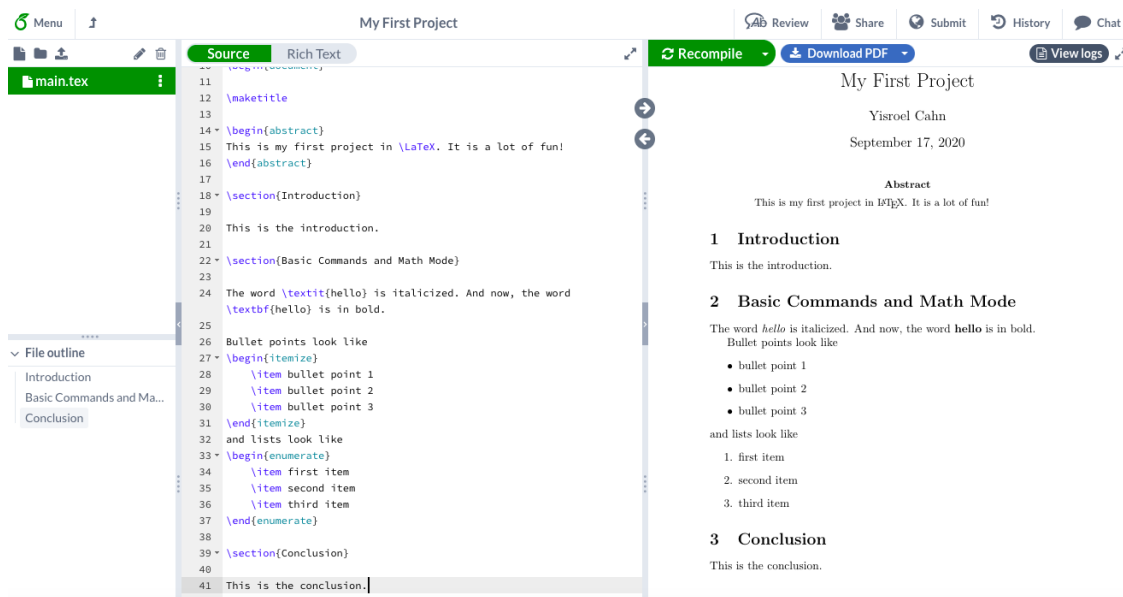 Menu
My First Project
Review
Share
Submit
History
Chat
Source
Rich Text
Recompile
Download PDF
View logs
main.tex
File outline
Introduction
Basic Commands and Ma...
Conclusion
10 \begin{document}
11
12 \maketitle
13
14 \begin{abstract}
15 This is my first project in \LaTeX. It is a lot of fun!
16 \end{abstract}
17
18 \section{Introduction}
19
20 This is the introduction.
21
22 \section{Basic Commands and Math Mode}
23
24 The word \textit{hello} is italicized. And now, the word
\textbf{hello} is in bold.
25
26 Bullet points look like
27 \begin{itemize}
28 \item bullet point 1
29 \item bullet point 2
30 \item bullet point 3
31 \end{itemize}
32 and lists look like
33 \begin{enumerate}
34 \item first item
35 \item second item
36 \item third item
37 \end{enumerate}
38
39 \section{Conclusion}
40
41 This is the conclusion.
My First Project
Yisroel Cahn
September 17, 2020
Abstract
This is my first project in LaTeX. It is a lot of fun!
1 Introduction
This is the introduction.
2 Basic Commands and Math Mode
The word hello is italicized. And now, the word hello is in bold.
Bullet points look like
• bullet point 1
• bullet point 2
• bullet point 3
and lists look like
1. first item
2. second item
3. third item
3 Conclusion
This is the conclusion.